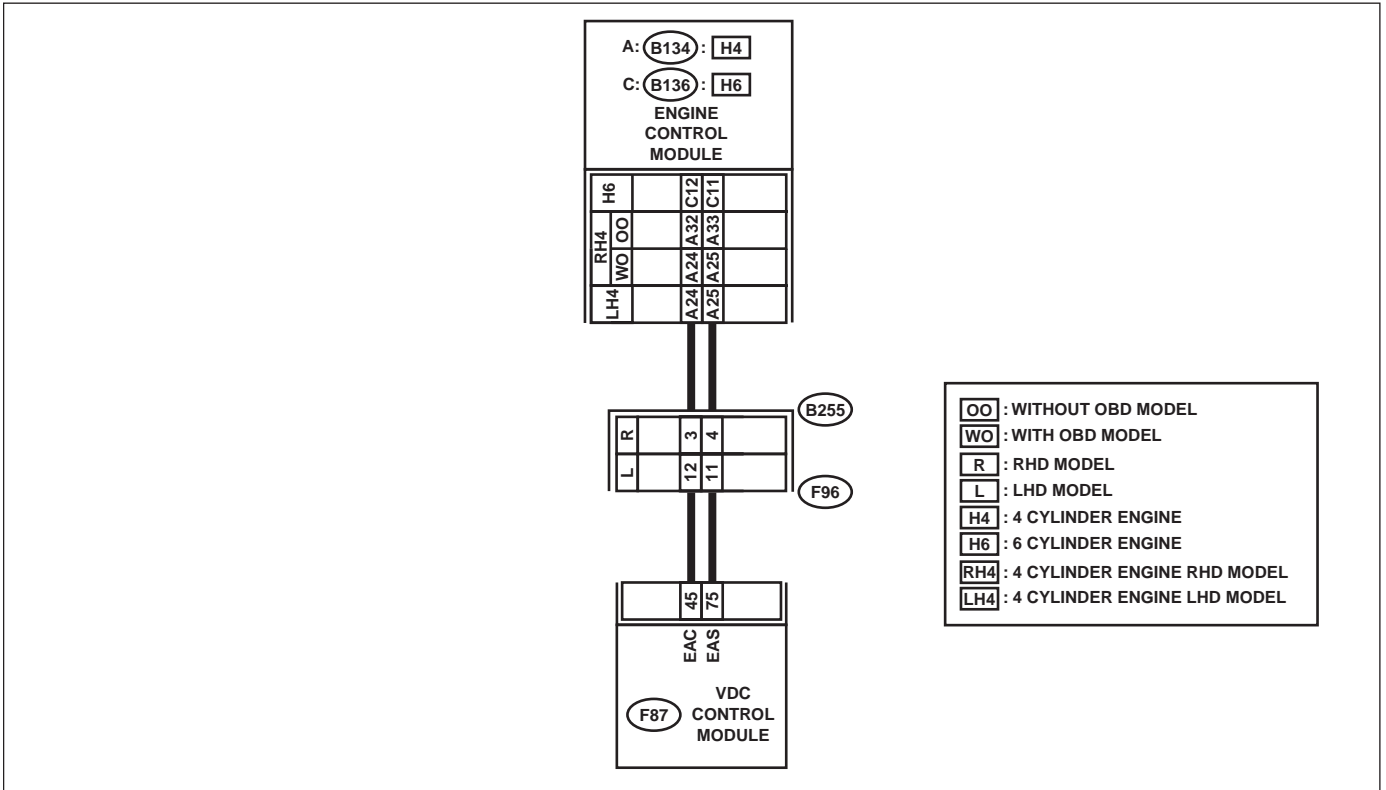 A: B134 : H4
C: B136 : H6
ENGINE
CONTROL
MODULE
H6 C12 C11
RH4
OO A32 A33
WO A24 A25
LH4 A24 A25
B255
R 3 4
L 12 11
F96
45 75
EAC EAS
F87
VDC
CONTROL
MODULE
OO : WITHOUT OBD MODEL
WO : WITH OBD MODEL
R : RHD MODEL
L : LHD MODEL
H4 : 4 CYLINDER ENGINE
H6 : 6 CYLINDER ENGINE
RH4 : 4 CYLINDER ENGINE RHD MODEL
LH4 : 4 CYLINDER ENGINE LHD MODEL